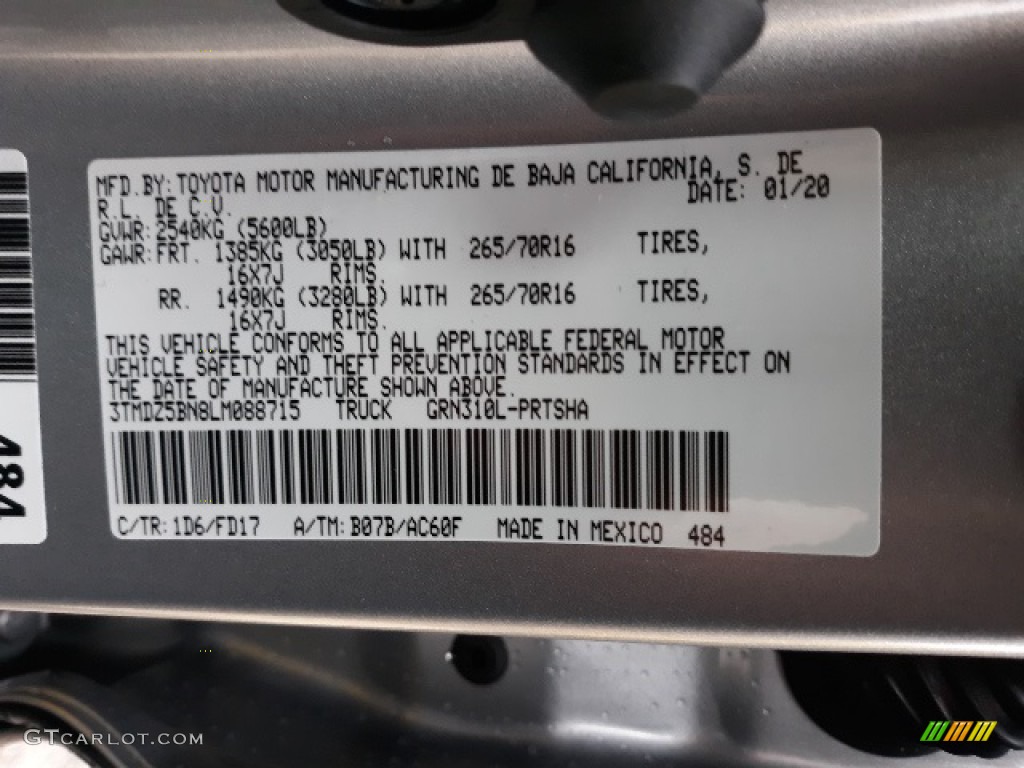 MFD.BY: TOYOTA MOTOR MANUFACTURING DE BAJA CALIFORNIA, S. DE
R.L. DE C.V. DATE: 01/20
GVWR: 2540KG (5600LB)
GAWR: FRT. 1385KG (3050LB) WITH 265/70R16 TIRES,
16X7J RIMS.
RR. 1490KG (3280LB) WITH 265/70R16 TIRES,
16X7J RIMS.
THIS VEHICLE CONFORMS TO ALL APPLICABLE FEDERAL MOTOR
VEHICLE SAFETY AND THEFT PREVENTION STANDARDS IN EFFECT ON
THE DATE OF MANUFACTURE SHOWN ABOVE.
3TMDZ5BN8LM088715 TRUCK GRN310L-PRTSHA
C/TR: 1D6/FD17 A/TM: B07B/AC60F MADE IN MEXICO 484
484
GTCARLOT.COM